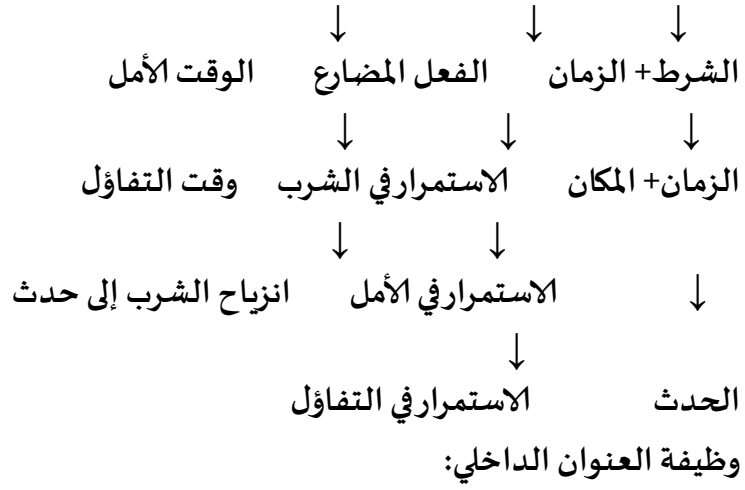 ↓ ↓ ↓
الشرط+ الزمان الفعل المضارع الوقت الأمل
↓ ↓ ↓
الزمان+ المكان الاستمرار في الشرب وقت التفاؤل
↓ ↓
↓ الاستمرار في الأمل انزياح الشرب إلى حدث
↓
الحدث الاستمرار في التفاؤل
وظيفة العنوان الداخلي: